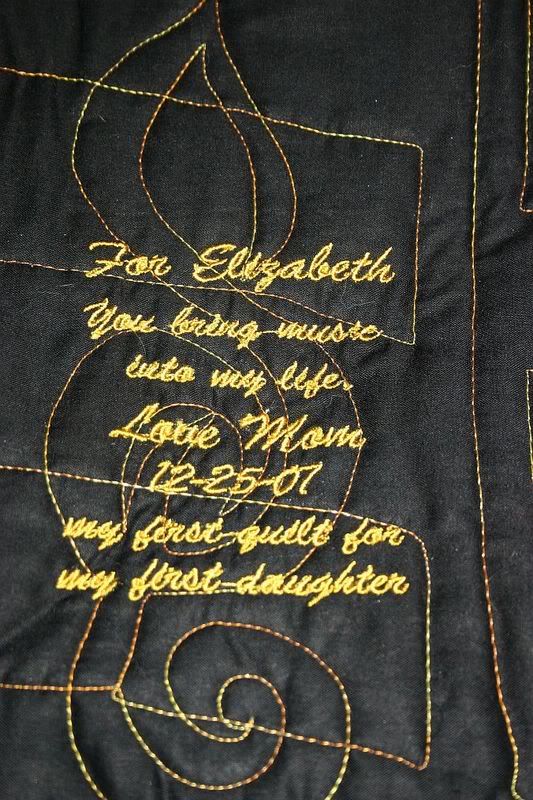 For Elizabeth
You bring music
into my life.
Love Mom
12-25-07
my first quilt for
my first daughter